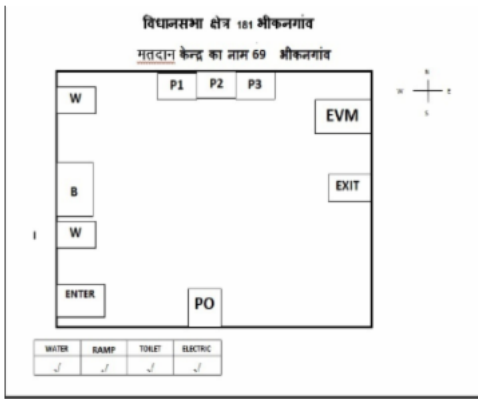 विधानसभा क्षेत्र 181 भीकनगांव
मतदान केन्द्र का नाम 69 भीकनगांव
W P1 P2 P3
EVM
N
W E
S
B
EXIT
I
W
ENTER
PO
WATER RAMP TOILET ELECTRIC
✓ ✓ ✓ ✓